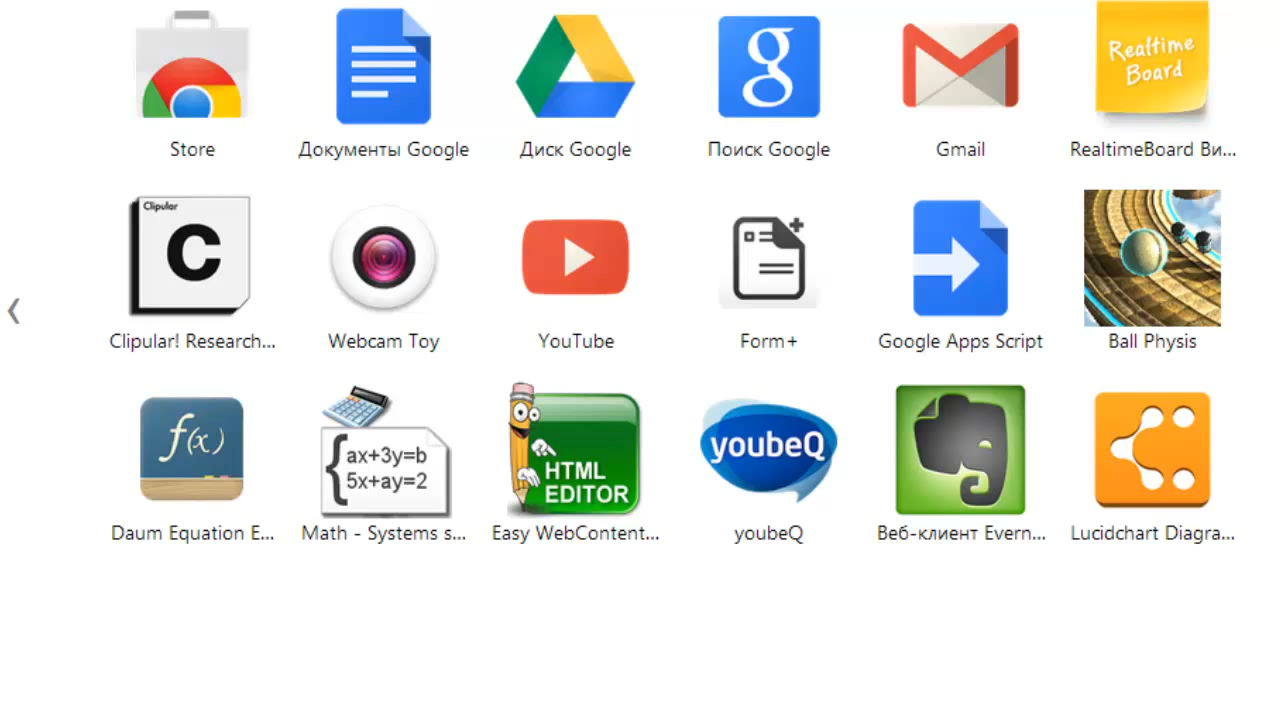 Realtime
Board
Store
Документы Google
Диск Google
Поиск Google
Gmail
RealtimeBoard Ви...
Clipular
C
Clipular! Research...
Webcam Toy
YouTube
Form+
Google Apps Script
Ball Physis
f(x)
ax+3y=b
5x+ay=2
HTML
EDITOR
youbeQ
Daum Equation E...
Math - Systems s...
Easy WebContent...
youbeQ
Веб-клиент Evern...
Lucidchart Diagra...